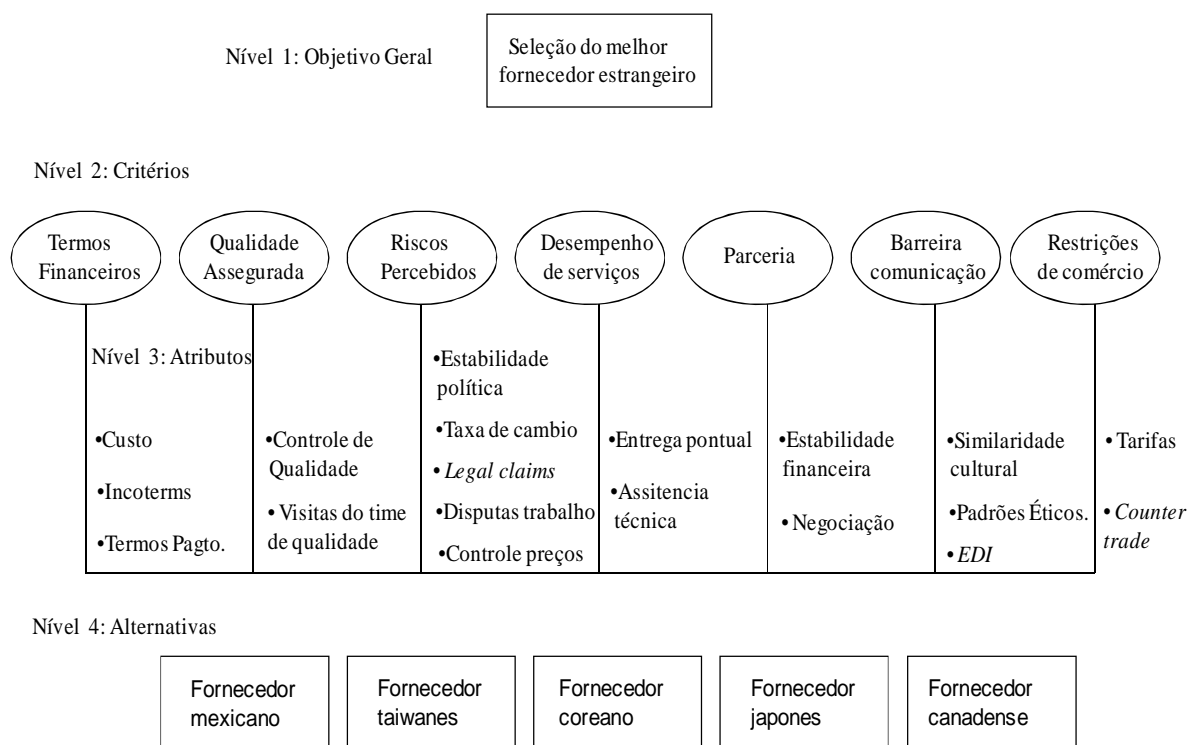 Nível 1: Objetivo Geral
Seleção do melhor
fornecedor estrangeiro
Nível 2: Critérios
Termos
Financeiros
Qualidade
Assegurada
Riscos
Percebidos
Desempenho
de serviços
Parceria
Barreira
comunicação
Restrições
de comércio
Nível 3: Atributos
•Custo
•Incoterms
•Termos Pagto.
•Controle de
Qualidade
• Visitas do time
de qualidade
•Estabilidade
política
•Taxa de cambio
• Legal claims
•Disputas trabalho
•Controle preços
•Entrega pontual
•Assitencia
técnica
•Estabilidade
financeira
• Negociação
•Similaridade
cultural
•Padrões Éticos.
• EDI
• Tarifas
• Counter
trade
Nível 4: Alternativas
Fornecedor
mexicano
Fornecedor
taiwanes
Fornecedor
coreano
Fornecedor
japones
Fornecedor
canadense